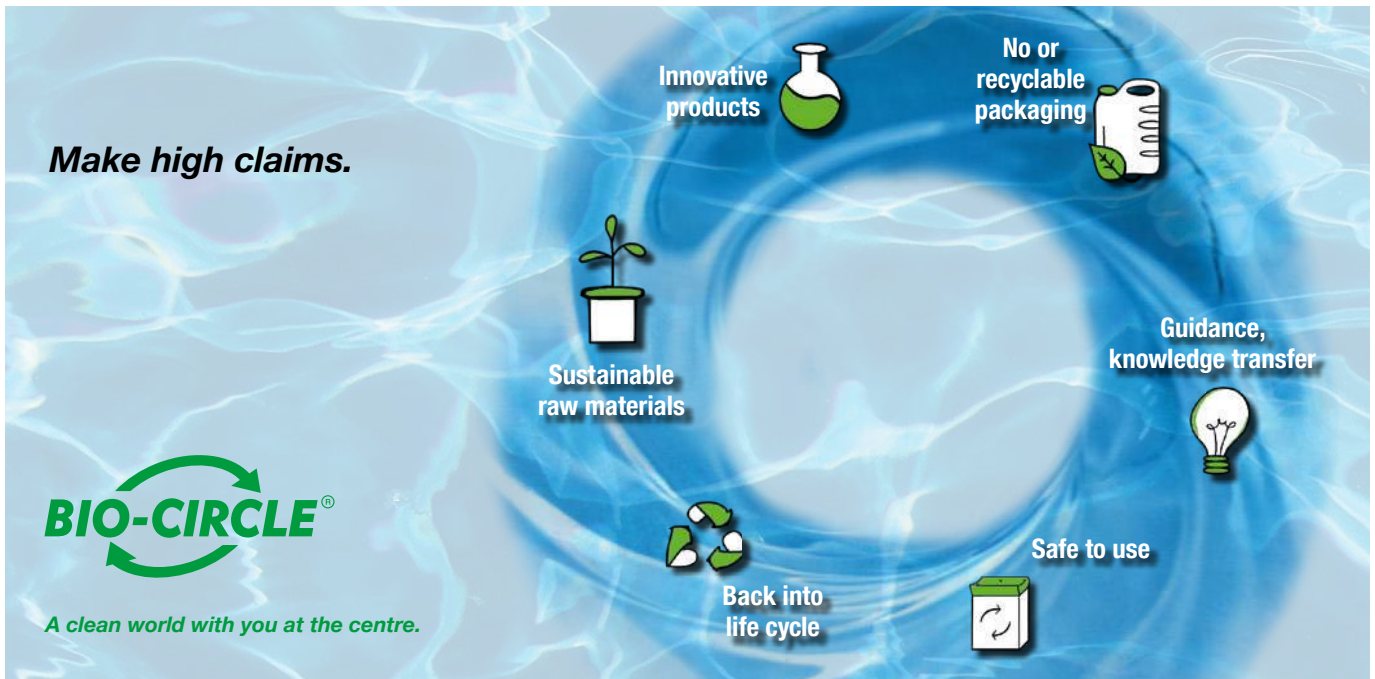 Make high claims.
Innovative
products
No or
recyclable
packaging
Guidance,
knowledge transfer
Safe to use
Back into
life cycle
Sustainable
raw materials
BIO-CIRCLE®
A clean world with you at the centre.